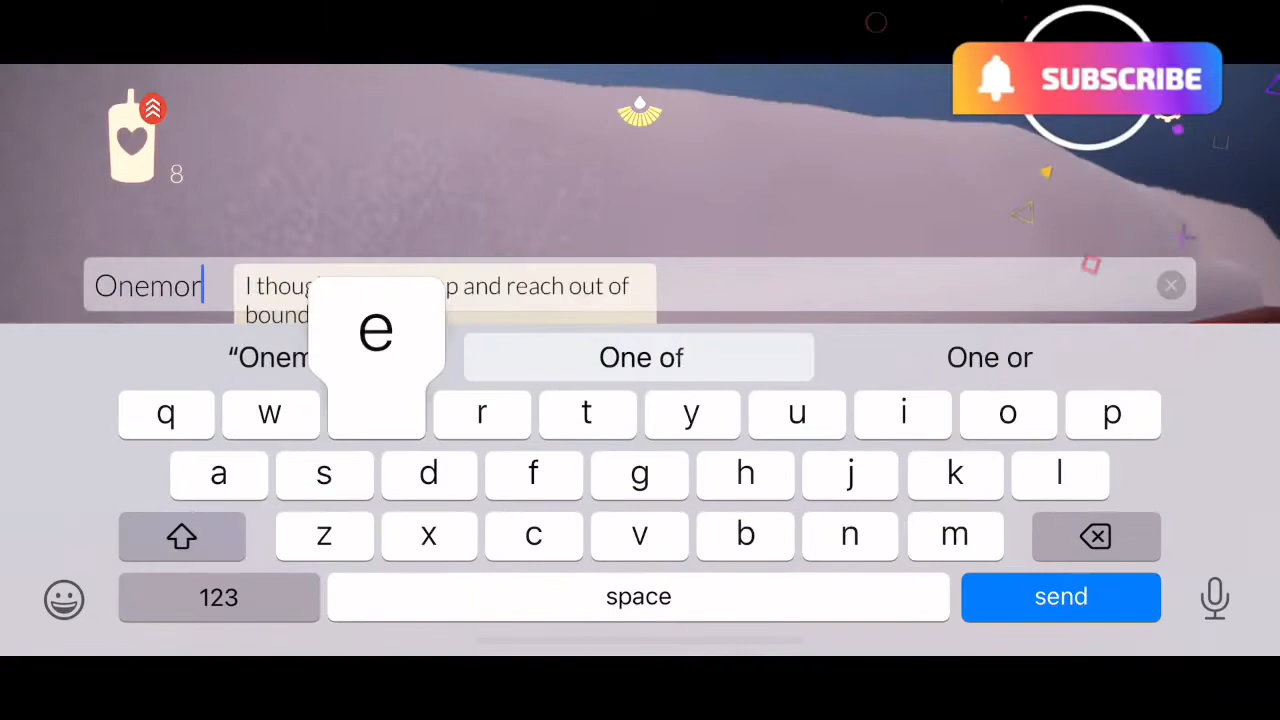 SUBSCRIBE
8
Onemor
I thoug p and reach out of
bound
“Onem One of One or
e
q w r t y u i o p
a s d f g h j k l
z x c v b n m
123 space send